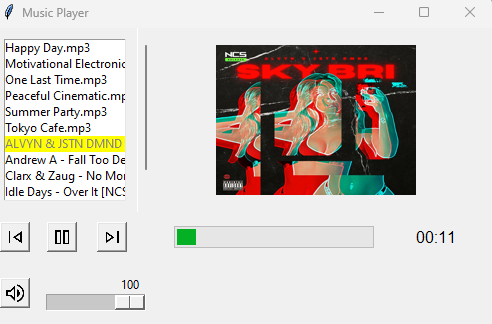 Music Player
Happy Day.mp3
Motivational Electronic
One Last Time.mp3
Peaceful Cinematic.mp3
Summer Party.mp3
Tokyo Cafe.mp3
ALVYN & JSTN DMND
Andrew A - Fall Too De
Clarx & Zaug - No Mor
Idle Days - Over It [NCS
NCS
SKY BRI
00:11
100